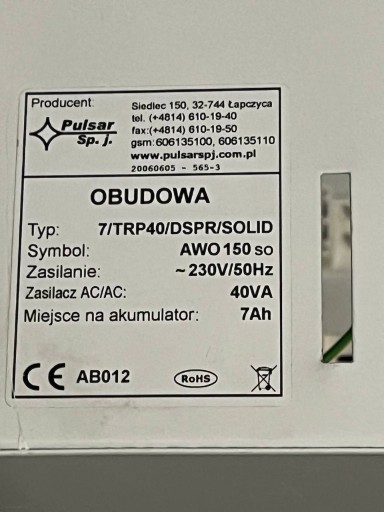 Producent:
Pulsar
Sp. j.
Siedlec 150, 32-744 Łapczyca
tel. (+4814) 610-19-40
fax:(+4814) 610-19-50
gsm:606135100, 606135110
www.pulsarspj.com.pl
20060605 - 565-3
OBUDOWA
Typ: 7/TRP40/DSPR/SOLID
Symbol: AWO 150 SO
Zasilanie: ~ 230V/50Hz
Zasilacz AC/AC: 40VA
Miejsce na akumulator: 7Ah
CE AB012 RoHS